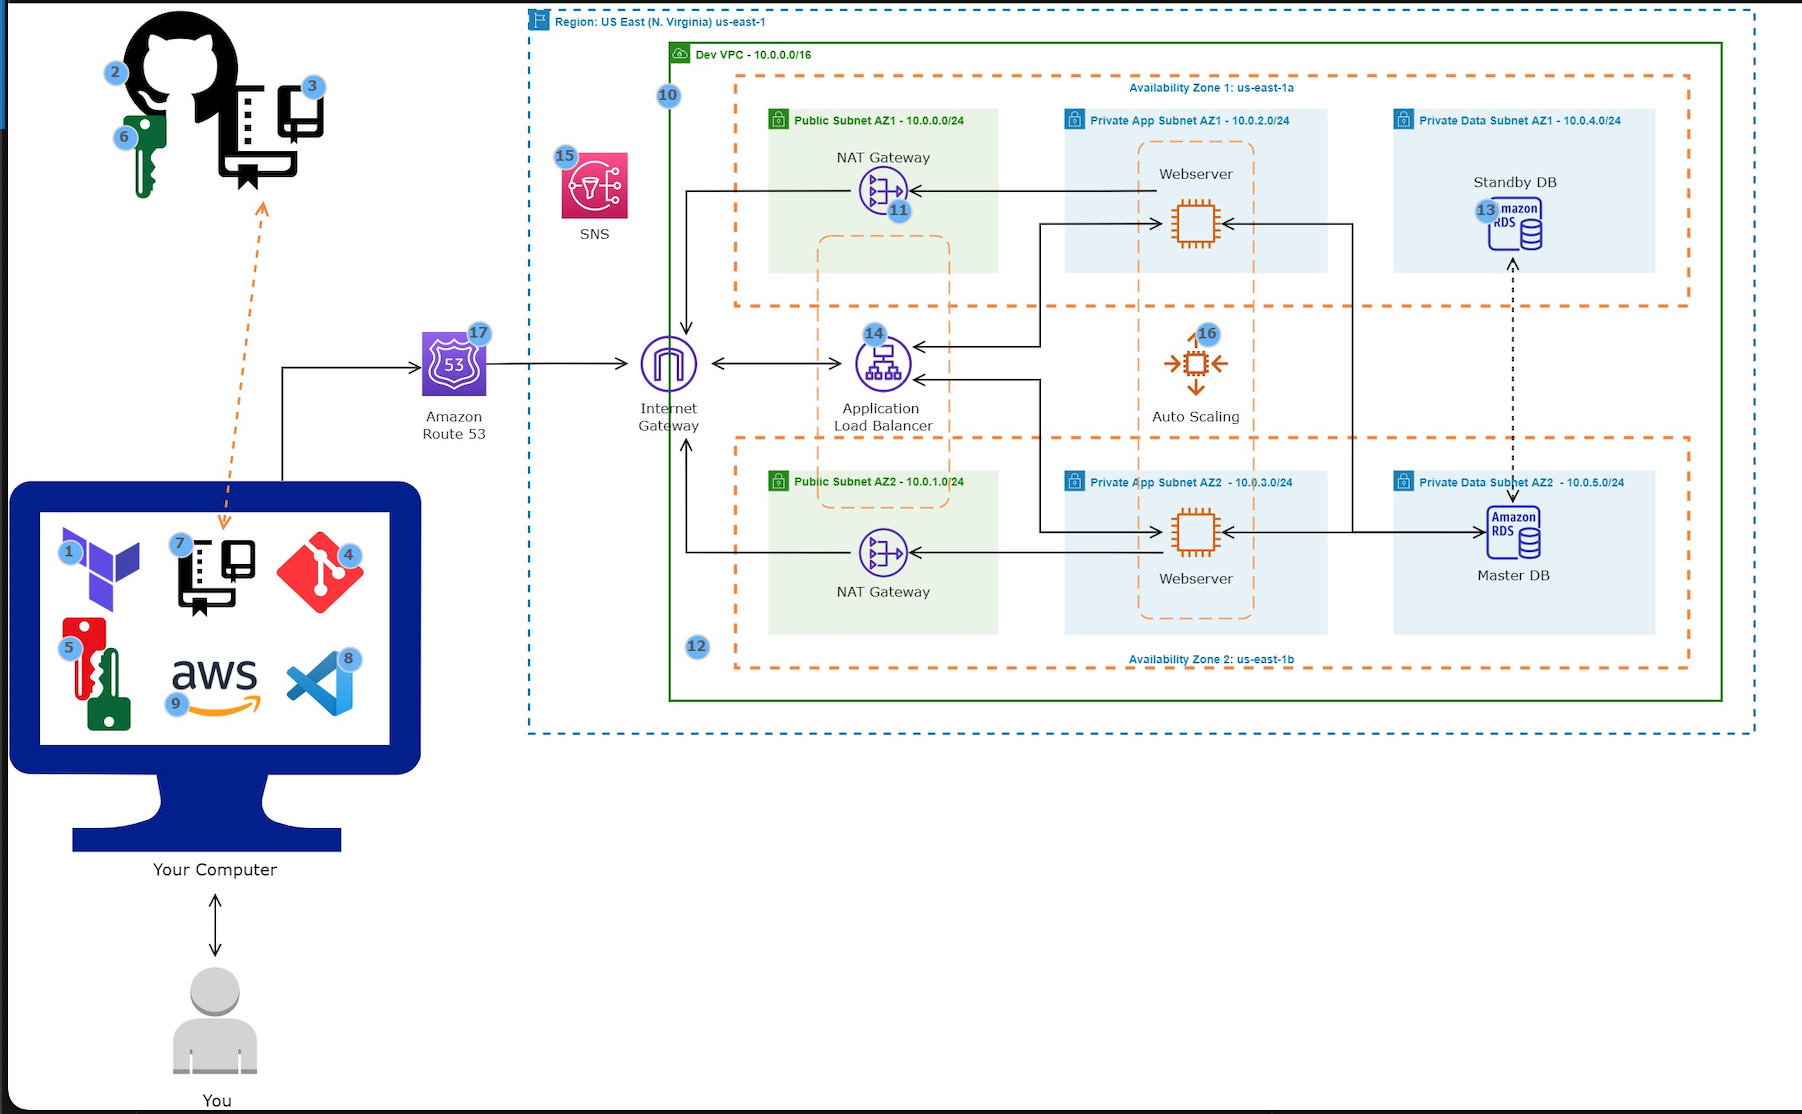 Region: US East (N. Virginia) us-east-1
Dev VPC - 10.0.0.0/16
2
3
6
10
Availability Zone 1: us-east-1a
Public Subnet AZ1 - 10.0.0.0/24
Private App Subnet AZ1 - 10.0.2.0/24
Private Data Subnet AZ1 - 10.0.4.0/24
15
SNS
NAT Gateway
11
Webserver
Standby DB
13
Amazon
RDS
17
53
Amazon
Route 53
Internet
Gateway
14
Application
Load Balancer
16
Auto Scaling
Public Subnet AZ2 - 10.0.1.0/24
Private App Subnet AZ2 - 10.0.3.0/24
Private Data Subnet AZ2 - 10.0.5.0/24
NAT Gateway
Webserver
Amazon
RDS
Master DB
12
Availability Zone 2: us-east-1b
1
7
4
5
aws
9
8
Your Computer
You